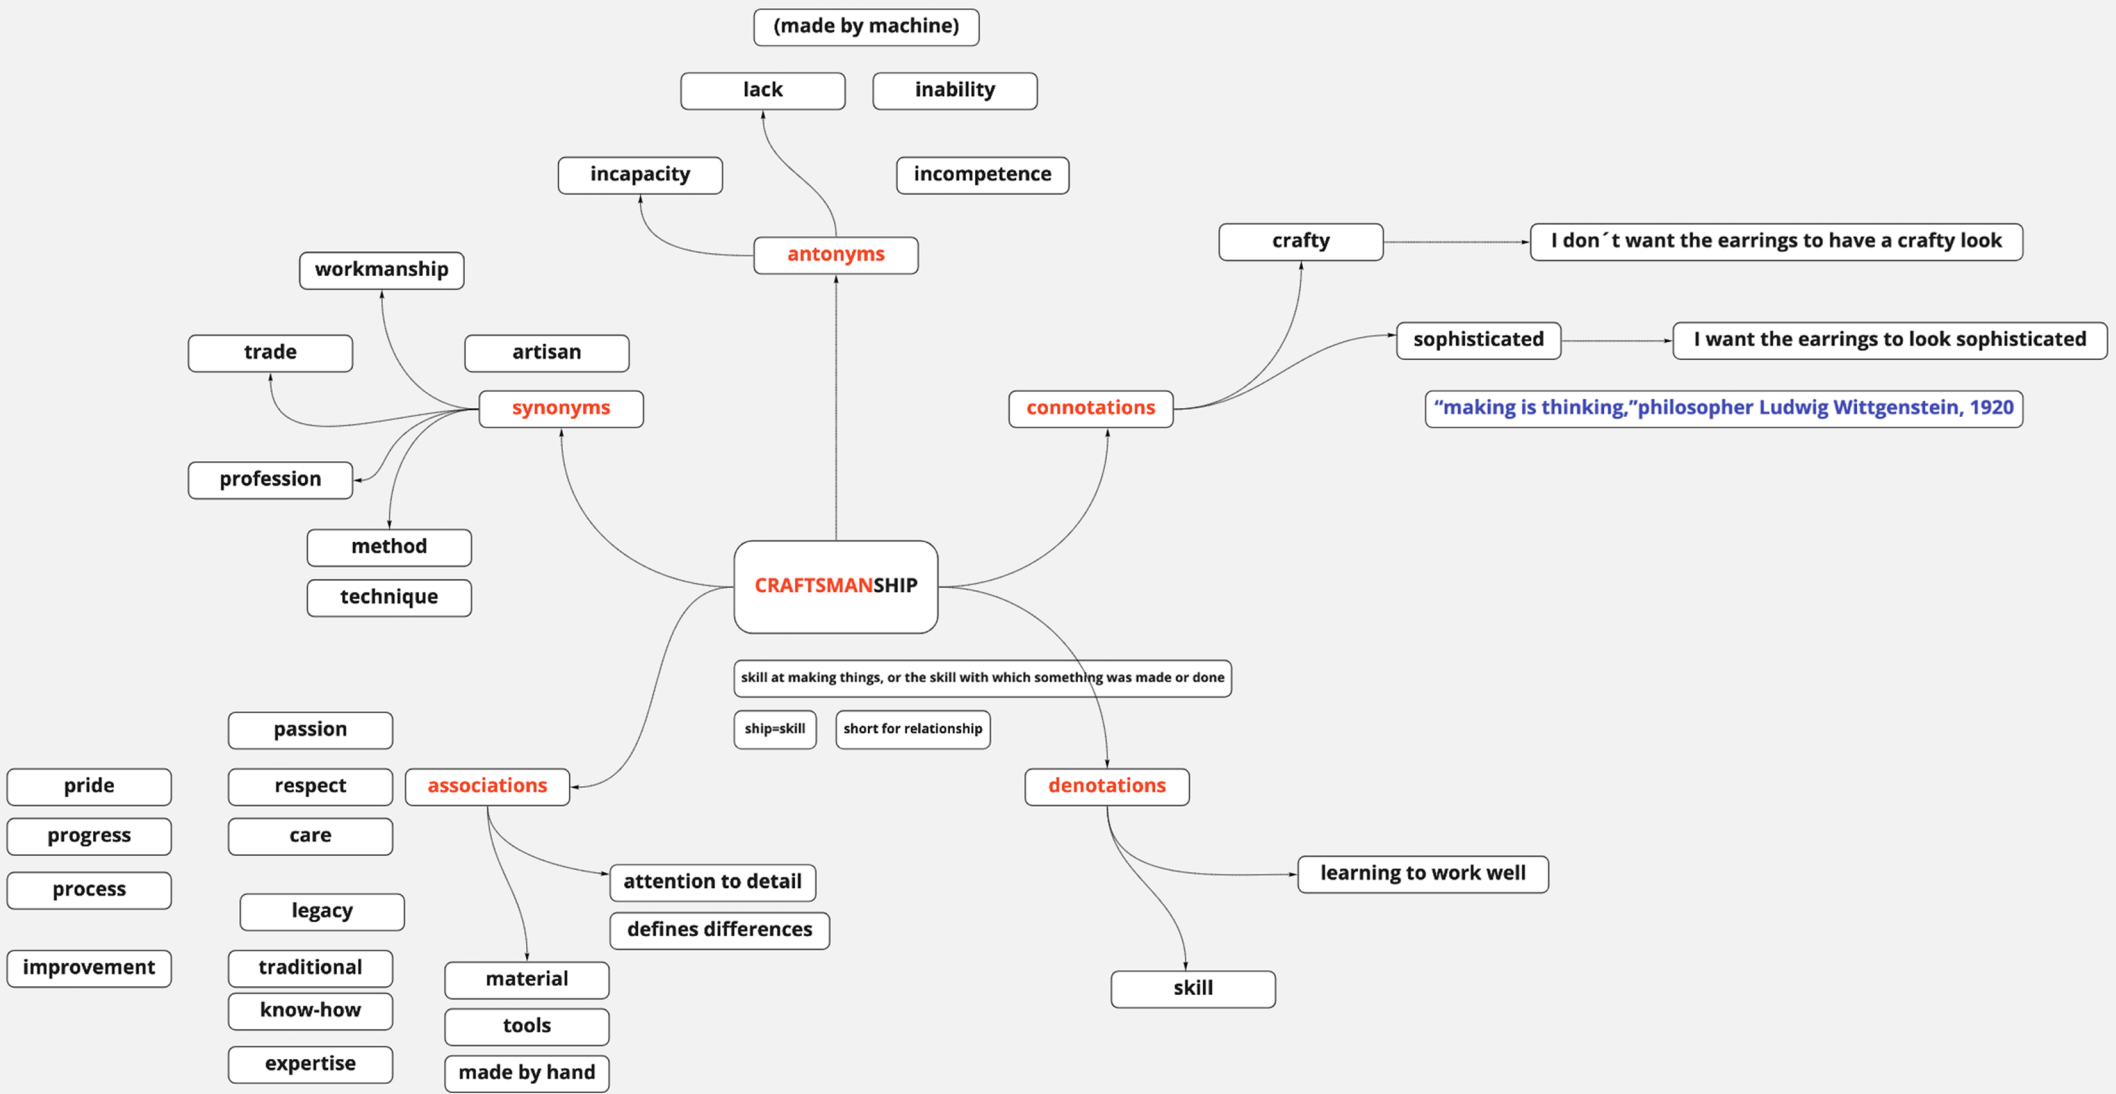 (made by machine)
lack
inability
incapacity
incompetence
antonyms
crafty
I don´t want the earrings to have a crafty look
workmanship
sophisticated
I want the earrings to look sophisticated
trade
artisan
synonyms
connotations
“making is thinking,”philosopher Ludwig Wittgenstein, 1920
profession
method
technique
CRAFTSMANSHIP
skill at making things, or the skill with which something was made or done
ship=skill
short for relationship
passion
pride
respect
associations
denotations
progress
care
process
attention to detail
learning to work well
legacy
defines differences
improvement
traditional
material
skill
know-how
tools
expertise
made by hand